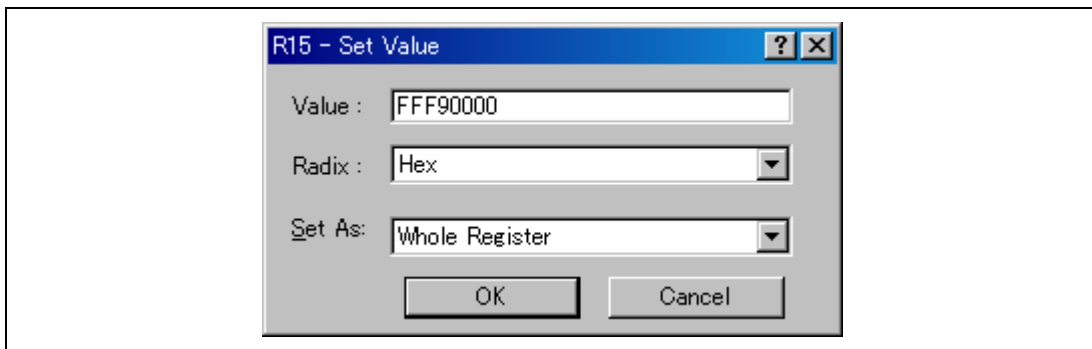 R15 - Set Value
Value : FFF90000
Radix : Hex
Set As: Whole Register
OK Cancel